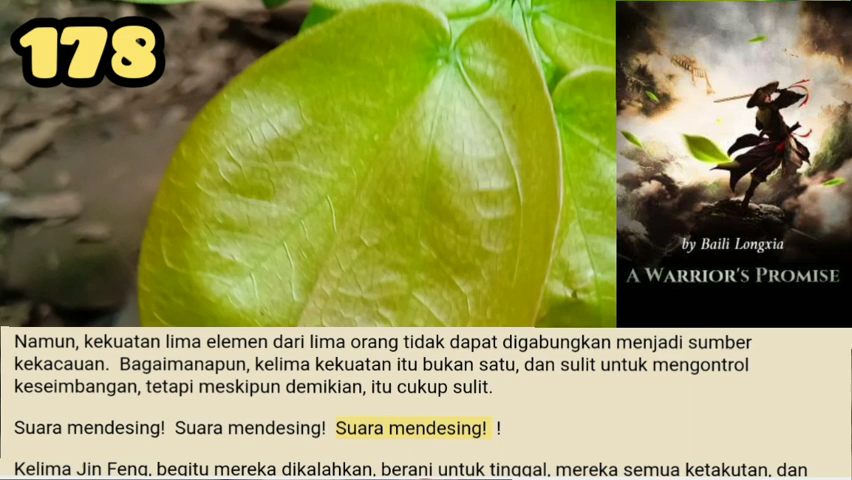 178
by Baili Longxia
A WARRIOR'S PROMISE
Namun, kekuatan lima elemen dari lima orang tidak dapat digabungkan menjadi sumber
kekacauan. Bagaimanapun, kelima kekuatan itu bukan satu, dan sulit untuk mengontrol
keseimbangan, tetapi meskipun demikian, itu cukup sulit.
Suara mendesing! Suara mendesing! Suara mendesing! !
Kelima Jin Feng, begitu mereka dikalahkan, berani untuk tinggal, mereka semua ketakutan, dan